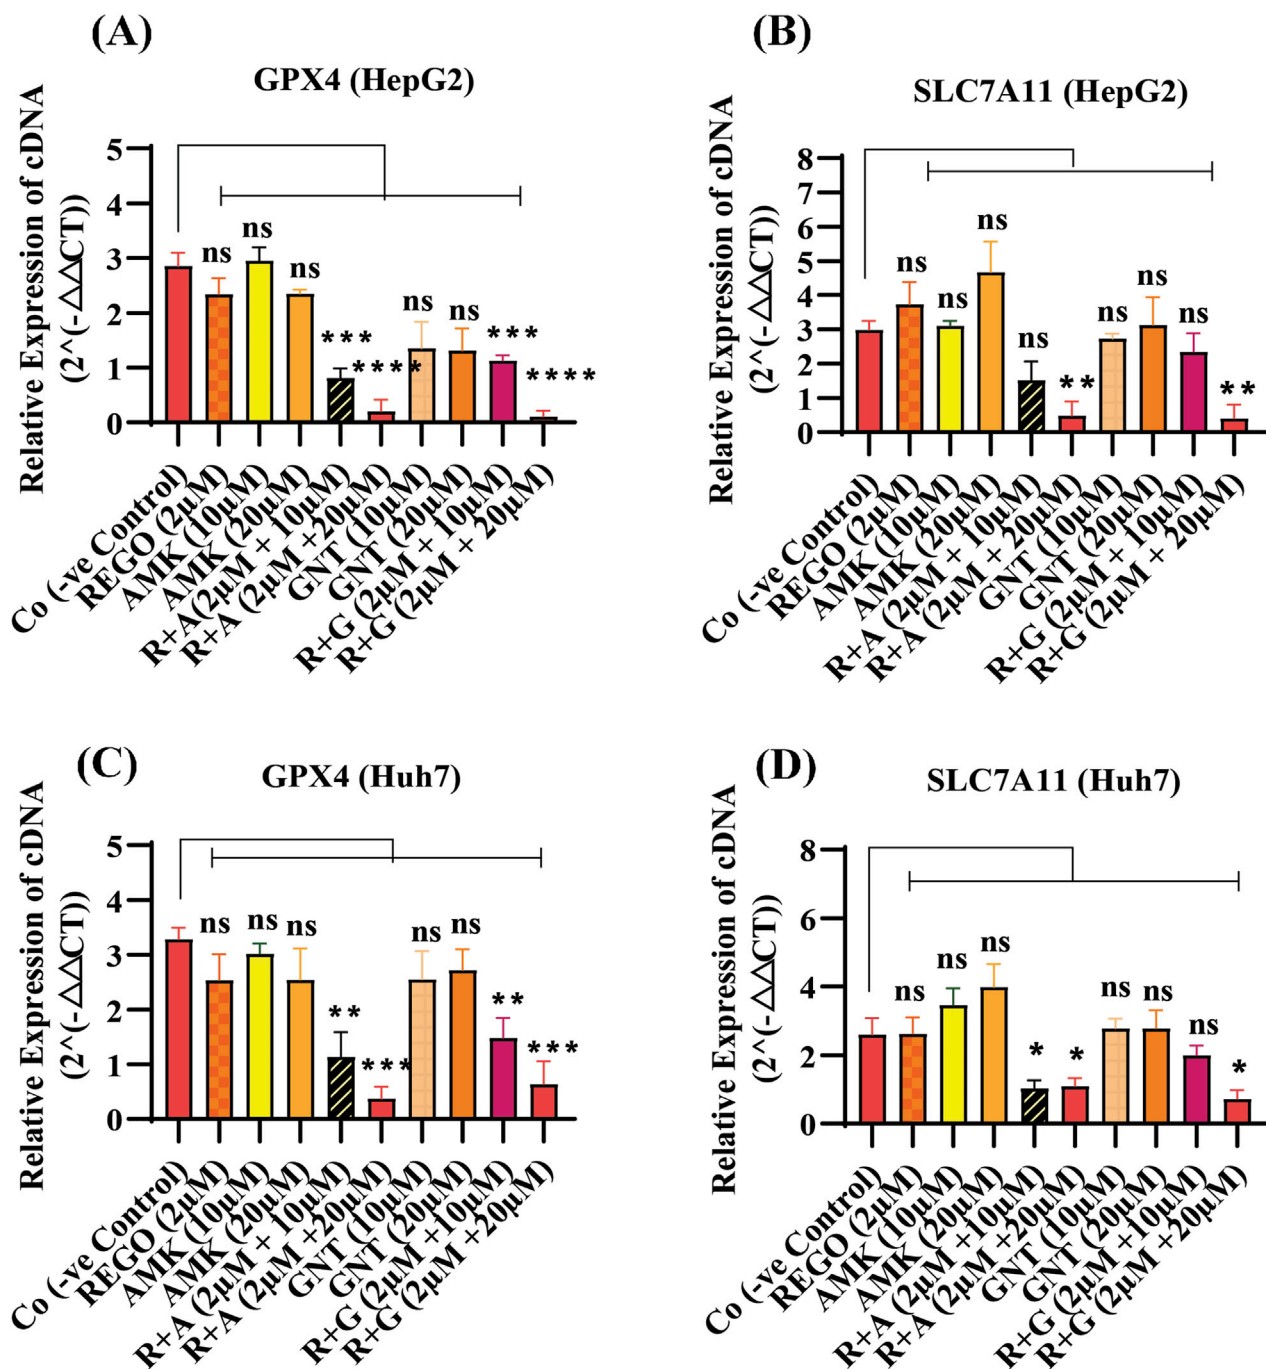 (A)
GPX4 (HepG2)
Relative Expression of cDNA
(2^(-ΔΔCT))
5
4
3
2
1
0
ns
ns
ns
***
****
ns
ns
***
****
Co (-ve Control)
REGO (2μM)
AMK (10μM)
AMK (20μM)
R+A(2μM + 10μM)
R+A (2μM +20μM)
GNT (10μM)
GNT (20μM)
R+G (2μM + 10μM)
R+G (2μM + 20μM)
(B)
SLC7A11 (HepG2)
Relative Expression of cDNA
(2^(-ΔΔCT))
8
7
6
5
4
3
2
1
0
ns
ns
ns
ns
**
ns
ns
ns
**
Co (-ve Control)
REGO (2μM)
AMK (10μM)
AMK (20μM)
R+A (2μM + 10μM)
R+A (2μM + 20μM)
GNT (10μM)
GNT (20μM)
R+G (2μM + 10μM)
R+G (2μM + 20μM)
(C)
GPX4 (Huh7)
Relative Expression of cDNA
(2^(-ΔΔCT))
5
4
3
2
1
0
ns
ns
ns
**
***
ns
ns
**
***
Co (-ve Control)
REGO (2μM)
AMK (10μM)
AMK (20μM)
R+A (2μM + 10μM)
R+A (2μM +20μM)
GNT (10μM)
GNT (20μM)
R+G (2μM +10μM)
R+G (2μM +20μM)
(D)
SLC7A11 (Huh7)
Relative Expression of cDNA
(2^(-ΔΔCT))
8
6
4
2
0
ns
ns
ns
*
*
ns
ns
ns
*
Co (-ve Control)
REGO (2μM)
AMK (10μM)
AMK (20μM)
R+A (2μM +10μM)
R+A (2μM +20μM)
GNT (10μM)
GNT (20μM)
R+G (2μM +10μM)
R+G (2μM +20μM)